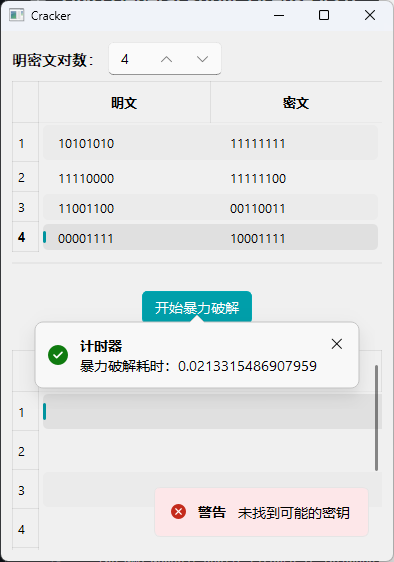 Cracker
明密文对数： 4
明文 密文
1 10101010 11111111
2 11110000 11111100
3 11001100 00110011
4 00001111 10001111
开始暴力破解
计时器
暴力破解耗时：0.0213315486907959
1
2
3
警告 未找到可能的密钥
4